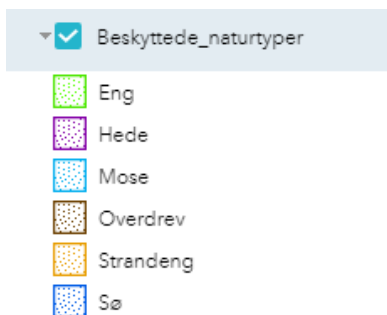 Beskyttede_naturtyper
Eng
Hede
Mose
Overdrev
Strandeng
Sø